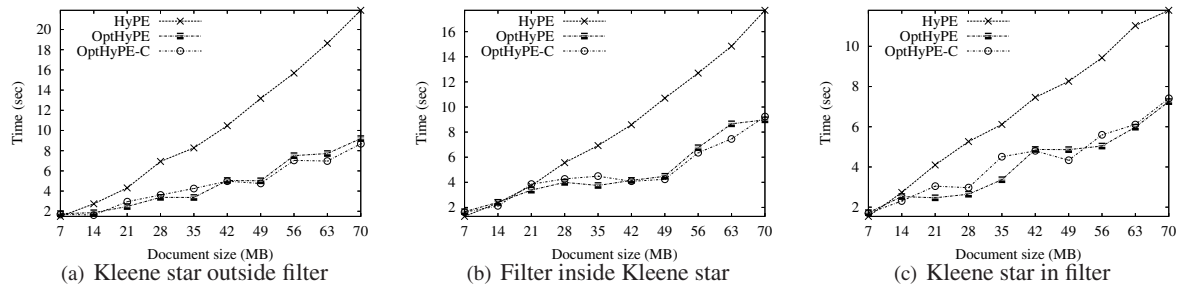 22
20
18
16
14
12
10
8
6
4
2
Time (sec)
HyPE
OptHyPE
OptHyPE-C
7 14 21 28 35 42 49 56 63 70
Document size (MB)
(a) Kleene star outside filter
16
14
12
10
8
6
4
2
Time (sec)
HyPE
OptHyPE
OptHyPE-C
7 14 21 28 35 42 49 56 63 70
Document size (MB)
(b) Filter inside Kleene star
10
8
6
4
2
Time (sec)
HyPE
OptHyPE
OptHyPE-C
7 14 21 28 35 42 49 56 63 70
Document size (MB)
(c) Kleene star in filter